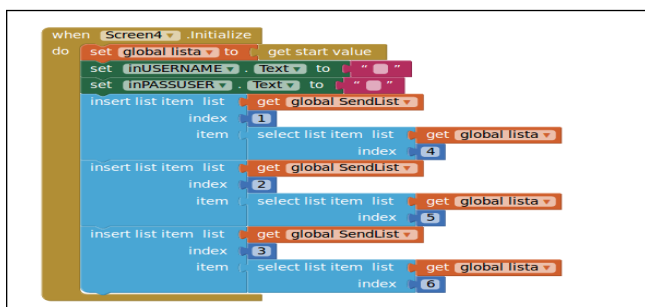 when Screen4 .Initialize
do set global lista to get start value
set inUSERNAME . Text to " "
set inPASSUSER . Text to " "
insert list item list get global SendList
index 1
item select list item list get global lista
index 4
insert list item list get global SendList
index 2
item select list item list get global lista
index 5
insert list item list get global SendList
index 3
item select list item list get global lista
index 6